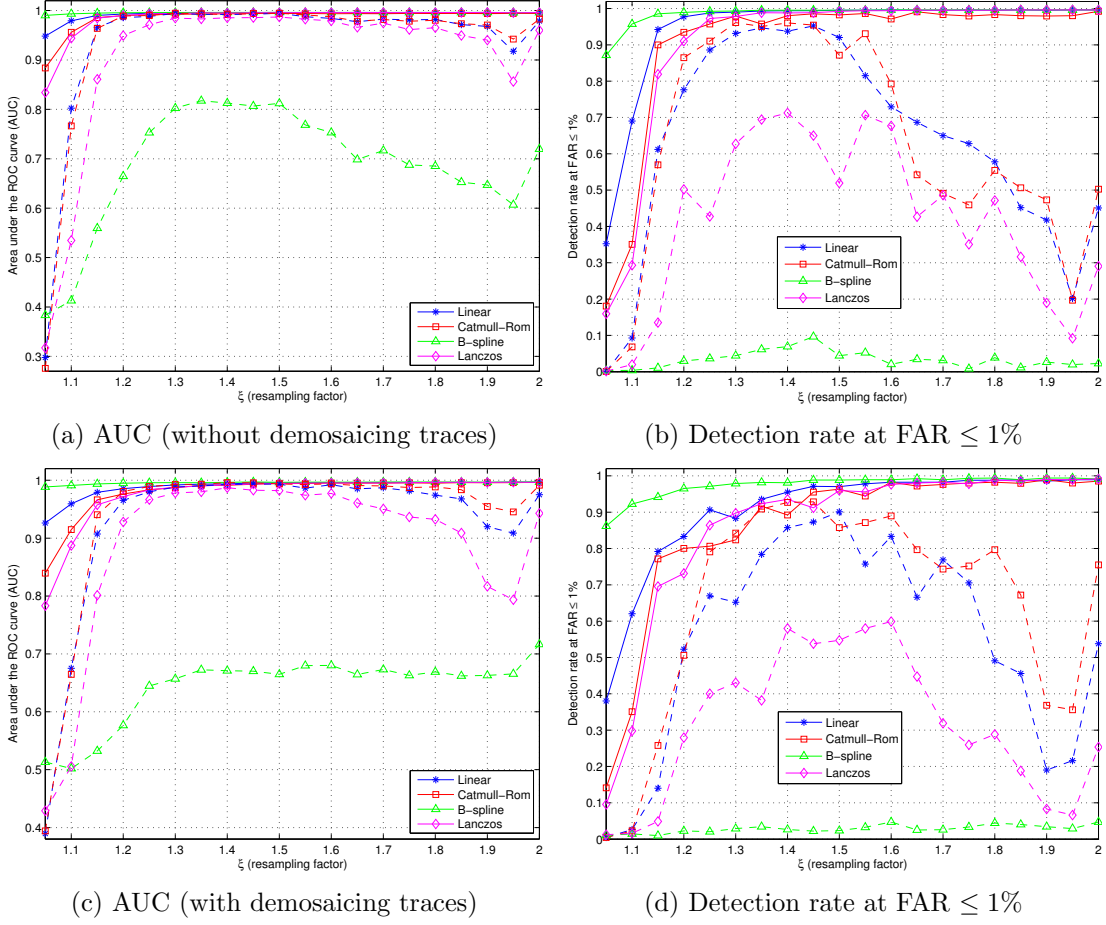 Area under the ROC curve (AUC)
1
0.9
0.8
0.7
0.6
0.5
0.4
0.3
1.1 1.2 1.3 1.4 1.5 1.6 1.7 1.8 1.9 2
ξ (resampling factor)
Linear
Catmull−Rom
B−spline
Lanczos
(a) AUC (without demosaicing traces)
Detection rate at FAR ≤ 1%
1
0.9
0.8
0.7
0.6
0.5
0.4
0.3
0.2
0.1
0
1.1 1.2 1.3 1.4 1.5 1.6 1.7 1.8 1.9 2
ξ (resampling factor)
Linear
Catmull−Rom
B−spline
Lanczos
(b) Detection rate at FAR ≤ 1%
Area under the ROC curve (AUC)
1
0.9
0.8
0.7
0.6
0.5
0.4
1.1 1.2 1.3 1.4 1.5 1.6 1.7 1.8 1.9 2
ξ (resampling factor)
Linear
Catmull−Rom
B−spline
Lanczos
(c) AUC (with demosaicing traces)
Detection rate at FAR ≤ 1%
1
0.9
0.8
0.7
0.6
0.5
0.4
0.3
0.2
0.1
0
1.1 1.2 1.3 1.4 1.5 1.6 1.7 1.8 1.9 2
ξ (resampling factor)
Linear
Catmull−Rom
B−spline
Lanczos
(d) Detection rate at FAR ≤ 1%